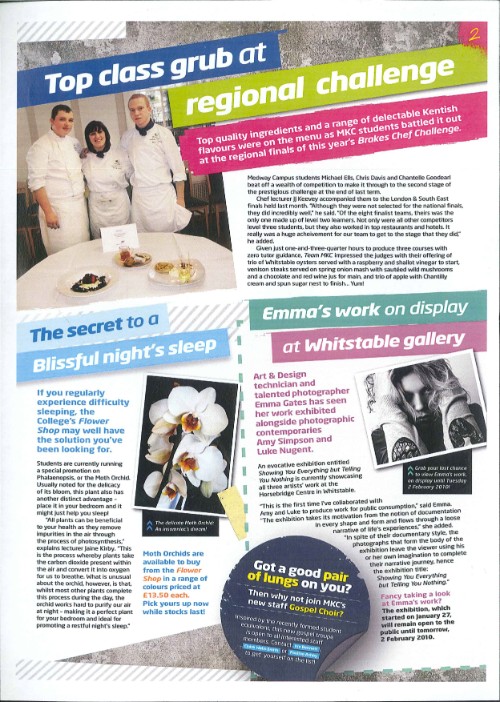 2
Top class grub at
regional challenge
Top quality ingredients and a range of delectable Kentish
flavours were on the menu as MKC students battled it out
at the regional finals of this year's Brakes Chef Challenge.
Medway Campus students Michael Ells, Chris Davis and Chantelle Goodearl
beat off a wealth of competition to make it through to the second stage of
the prestigious challenge at the end of last term.
Chef lecturer JJ Keevey accompanied them to the London & South East
finals held last month. "Although they were not selected for the national finals,
they did incredibly well," he said. "Of the eight finalist teams, theirs was the
only one made up of level two learners. Not only were all other competitors
level three students, but they also worked in top restaurants and hotels. It
really was a huge acheivement for our team to get to the stage that they did,"
he added.
Given just one-and-three-quarter hours to produce three courses with
zero tutor guidance, Team MKC impressed the judges with their offering of
trio of Whitstable oysters served with a raspberry and shallot vinegar to start,
venison steaks served on spring onion mash with sautéed wild mushrooms
and a chocolate and red wine jus for main, and trio of apple with Chantilly
cream and spun sugar nest to finish... Yum!
The secret to a
Blissful night's sleep
If you regularly
experience difficulty
sleeping, the
College's Flower
Shop may well have
the solution you've
been looking for.
Students are currently running
a special promotion on
Phalaenopsis, or the Moth Orchid.
Usually noted for the delicacy
of its bloom, this plant also has
another distinct advantage -
place it in your bedroom and it
might just help you sleep!
"All plants can be beneficial
to your health as they remove
impurities in the air through
the process of photosynthesis,"
explains lecturer Jaine Kirby. "This
is the process whereby plants take
the carbon dioxide present within
the air and convert it into oxygen
for us to breathe. What is unusual
about the orchid, however, is that
whilst most other plants complete
this process during the day, the
orchid works hard to purify our air
at night - making it a perfect plant
for your bedroom and ideal for
promoting a restful night's sleep."
The delicate Moth Orchid:
An insomniac's dream!
Moth Orchids are
available to buy
from the Flower
Shop in a range of
colours priced at
£13.50 each.
Pick yours up now
while stocks last!
Emma's work on display
at Whitstable gallery
Art & Design
technician and
talented photographer
Emma Gates has seen
her work exhibited
alongside photographic
contemporaries
Amy Simpson and
Luke Nugent.
An evocative exhibition entitled
Showing You Everything but Telling
You Nothing is currently showcasing
all three artists' work at the
Horsebridge Centre in Whitstable.
"This is the first time I've collaborated with
Amy and Luke to produce work for public consumption," said Emma.
"The exhibition takes its motivation from the notion of documentation
in every shape and form and flows through a loose
narrative of life's experiences," she added.
"In spite of their documentary style, the
photographs that form the body of the
exhibition leave the viewer using his
or her own imagination to complete
their narrative journey, hence
the exhibition title:
Showing You Everything
but Telling You Nothing."
Grab your last chance
to view Emma's work
on display until Tuesday
2 February 2010!
Fancy taking a look
at Emma's work?
The exhibition, which
started on January 27,
will remain open to the
public until tomorrow,
2 February 2010.
Got a good pair
of lungs on you?
Then why not join MKC's
new staff Gospel Choir?
Inspired by the recently formed student
equivalent, this new gospel troupe
is open to all interested staff
members. Contact
or
to get yourself on the list!